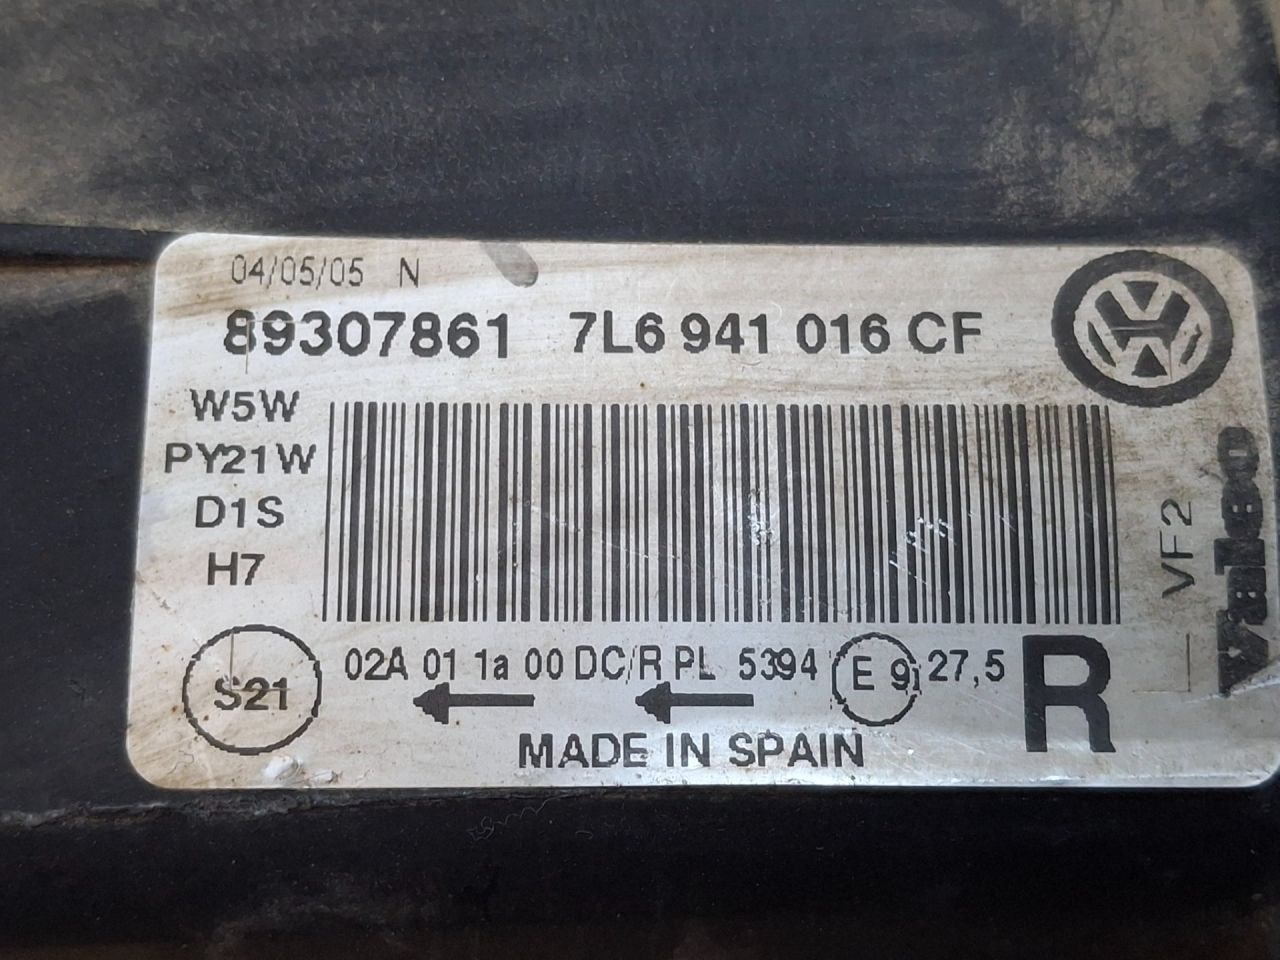 04/05/05 N
89307861 7L6 941 016 CF
W5W
PY21W
D1S
H7
VF2
Valeo
S21
02A 01 1a 00 DC/R PL 5394 E 9 27,5
R
MADE IN SPAIN